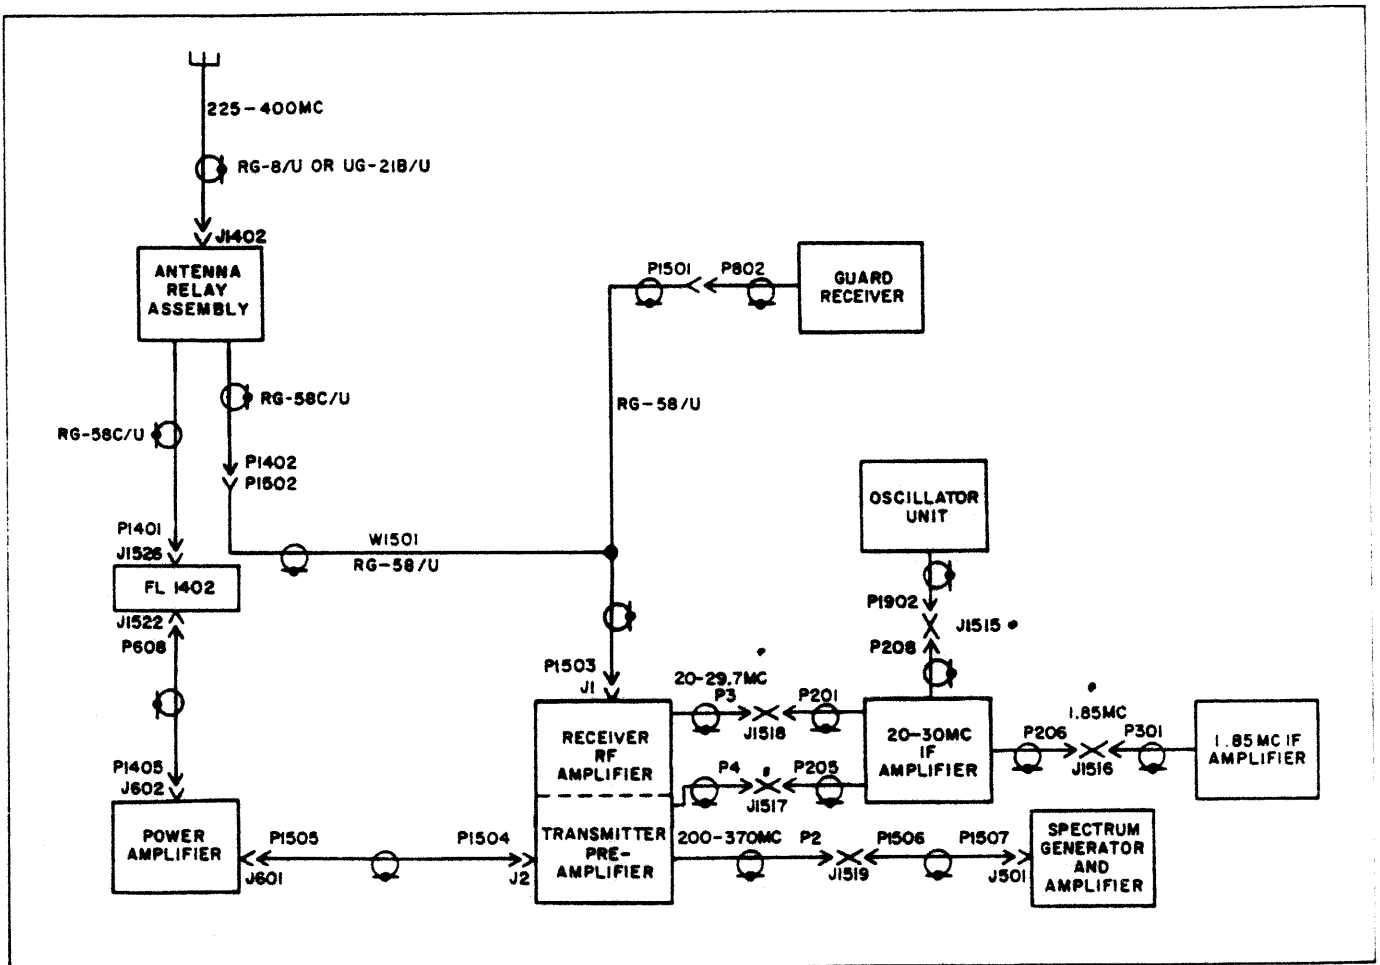 225-400MC
RG-8/U OR UG-21B/U
J1402
ANTENNA
RELAY
ASSEMBLY
P1501
P802
GUARD
RECEIVER
RG-58C/U
RG-58/U
RG-58C/U
P1402
P1502
OSCILLATOR
UNIT
P1401
J1526
W1501
RG-58/U
FL 1402
P1902
J1515
P208
J1522
P608
P1503
J1
20-29.7MC
P3
P201
J1518
RECEIVER
RF
AMPLIFIER
20-30MC
IF
AMPLIFIER
1.85MC
P206
P301
J1516
1.85 MC IF
AMPLIFIER
P4
P205
J1517
P1405
J602
POWER
AMPLIFIER
P1505
J601
P1504
J2
TRANSMITTER
PRE-
AMPLIFIER
200-370MC
P2
J1519
P1506
P1507
J501
SPECTRUM
GENERATOR
AND
AMPLIFIER